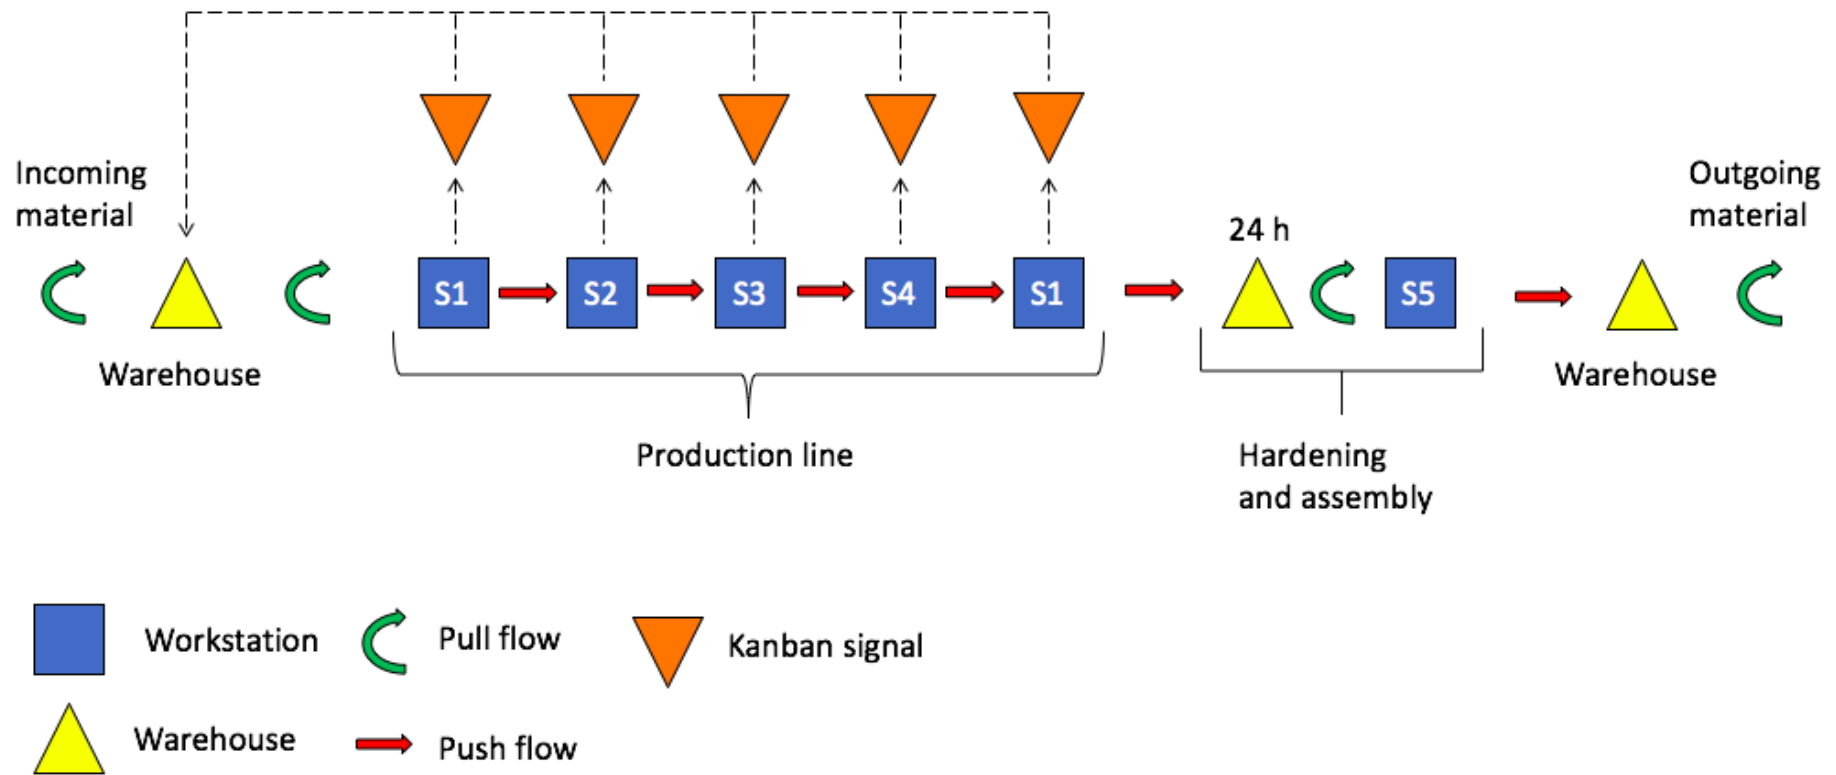 Incoming
material
Outgoing
material
24 h
S1
S2
S3
S4
S1
S5
Warehouse
Warehouse
Production line
Hardening
and assembly
Workstation
Pull flow
Kanban signal
Warehouse
Push flow